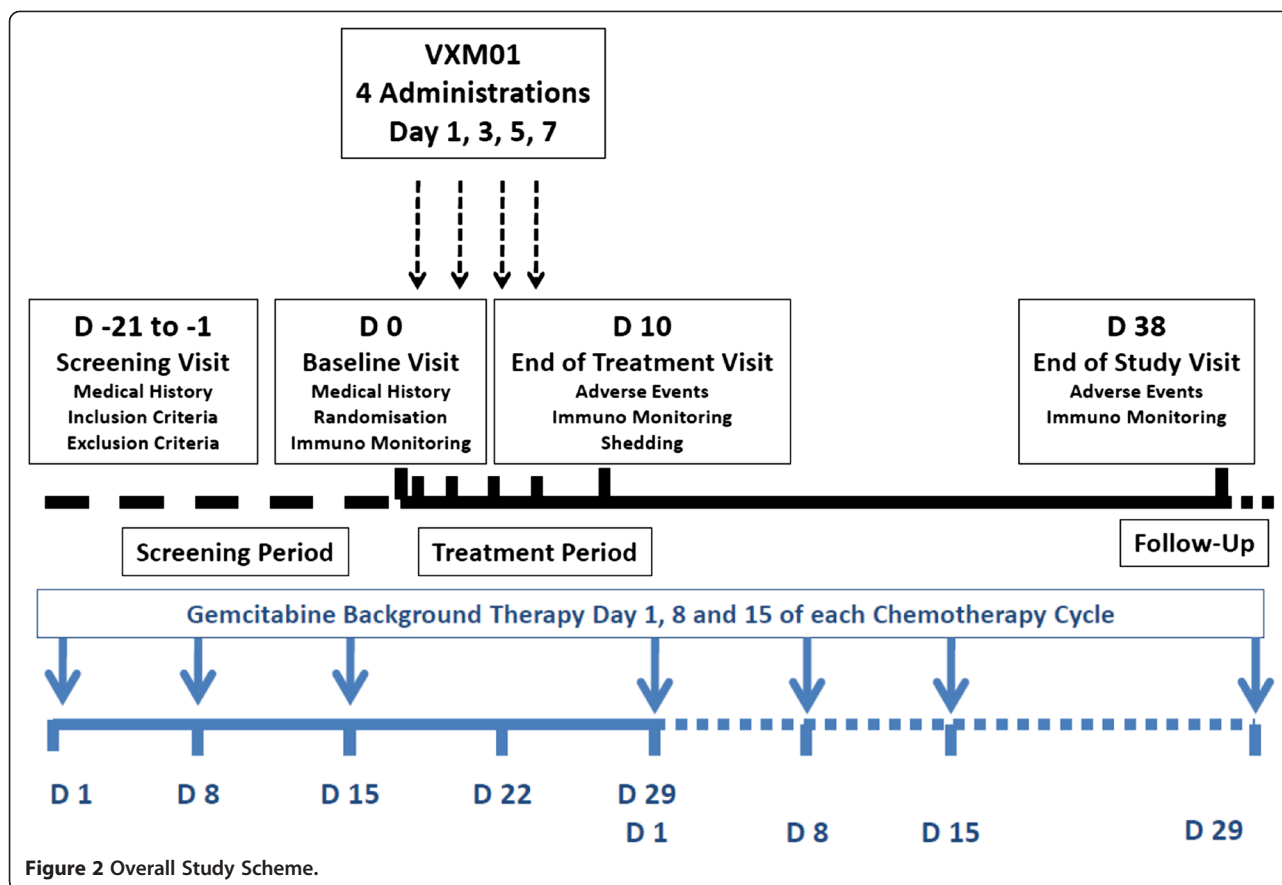 VXM01
4 Administrations
Day 1, 3, 5, 7
D -21 to -1
Screening Visit
Medical History
Inclusion Criteria
Exclusion Criteria
D 0
Baseline Visit
Medical History
Randomisation
Immuno Monitoring
D 10
End of Treatment Visit
Adverse Events
Immuno Monitoring
Shedding
D 38
End of Study Visit
Adverse Events
Immuno Monitoring
Screening Period
Treatment Period
Follow-Up
Gemcitabine Background Therapy Day 1, 8 and 15 of each Chemotherapy Cycle
D 1
D 8
D 15
D 22
D 29
D 1
D 8
D 15
D 29
Figure 2 Overall Study Scheme.